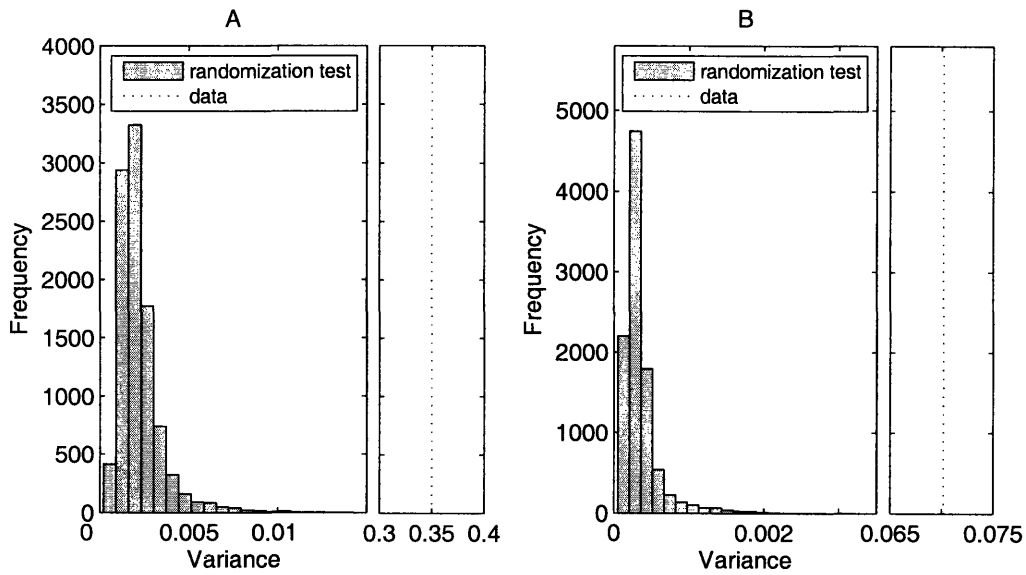 A
B
4000
3500
3000
2500
2000
1500
1000
500
0
Frequency
randomization test
data
0 0.005 0.01
0.3 0.35 0.4
Variance
5000
4000
3000
2000
1000
0
Frequency
randomization test
data
0 0.002
0.065 0.075
Variance